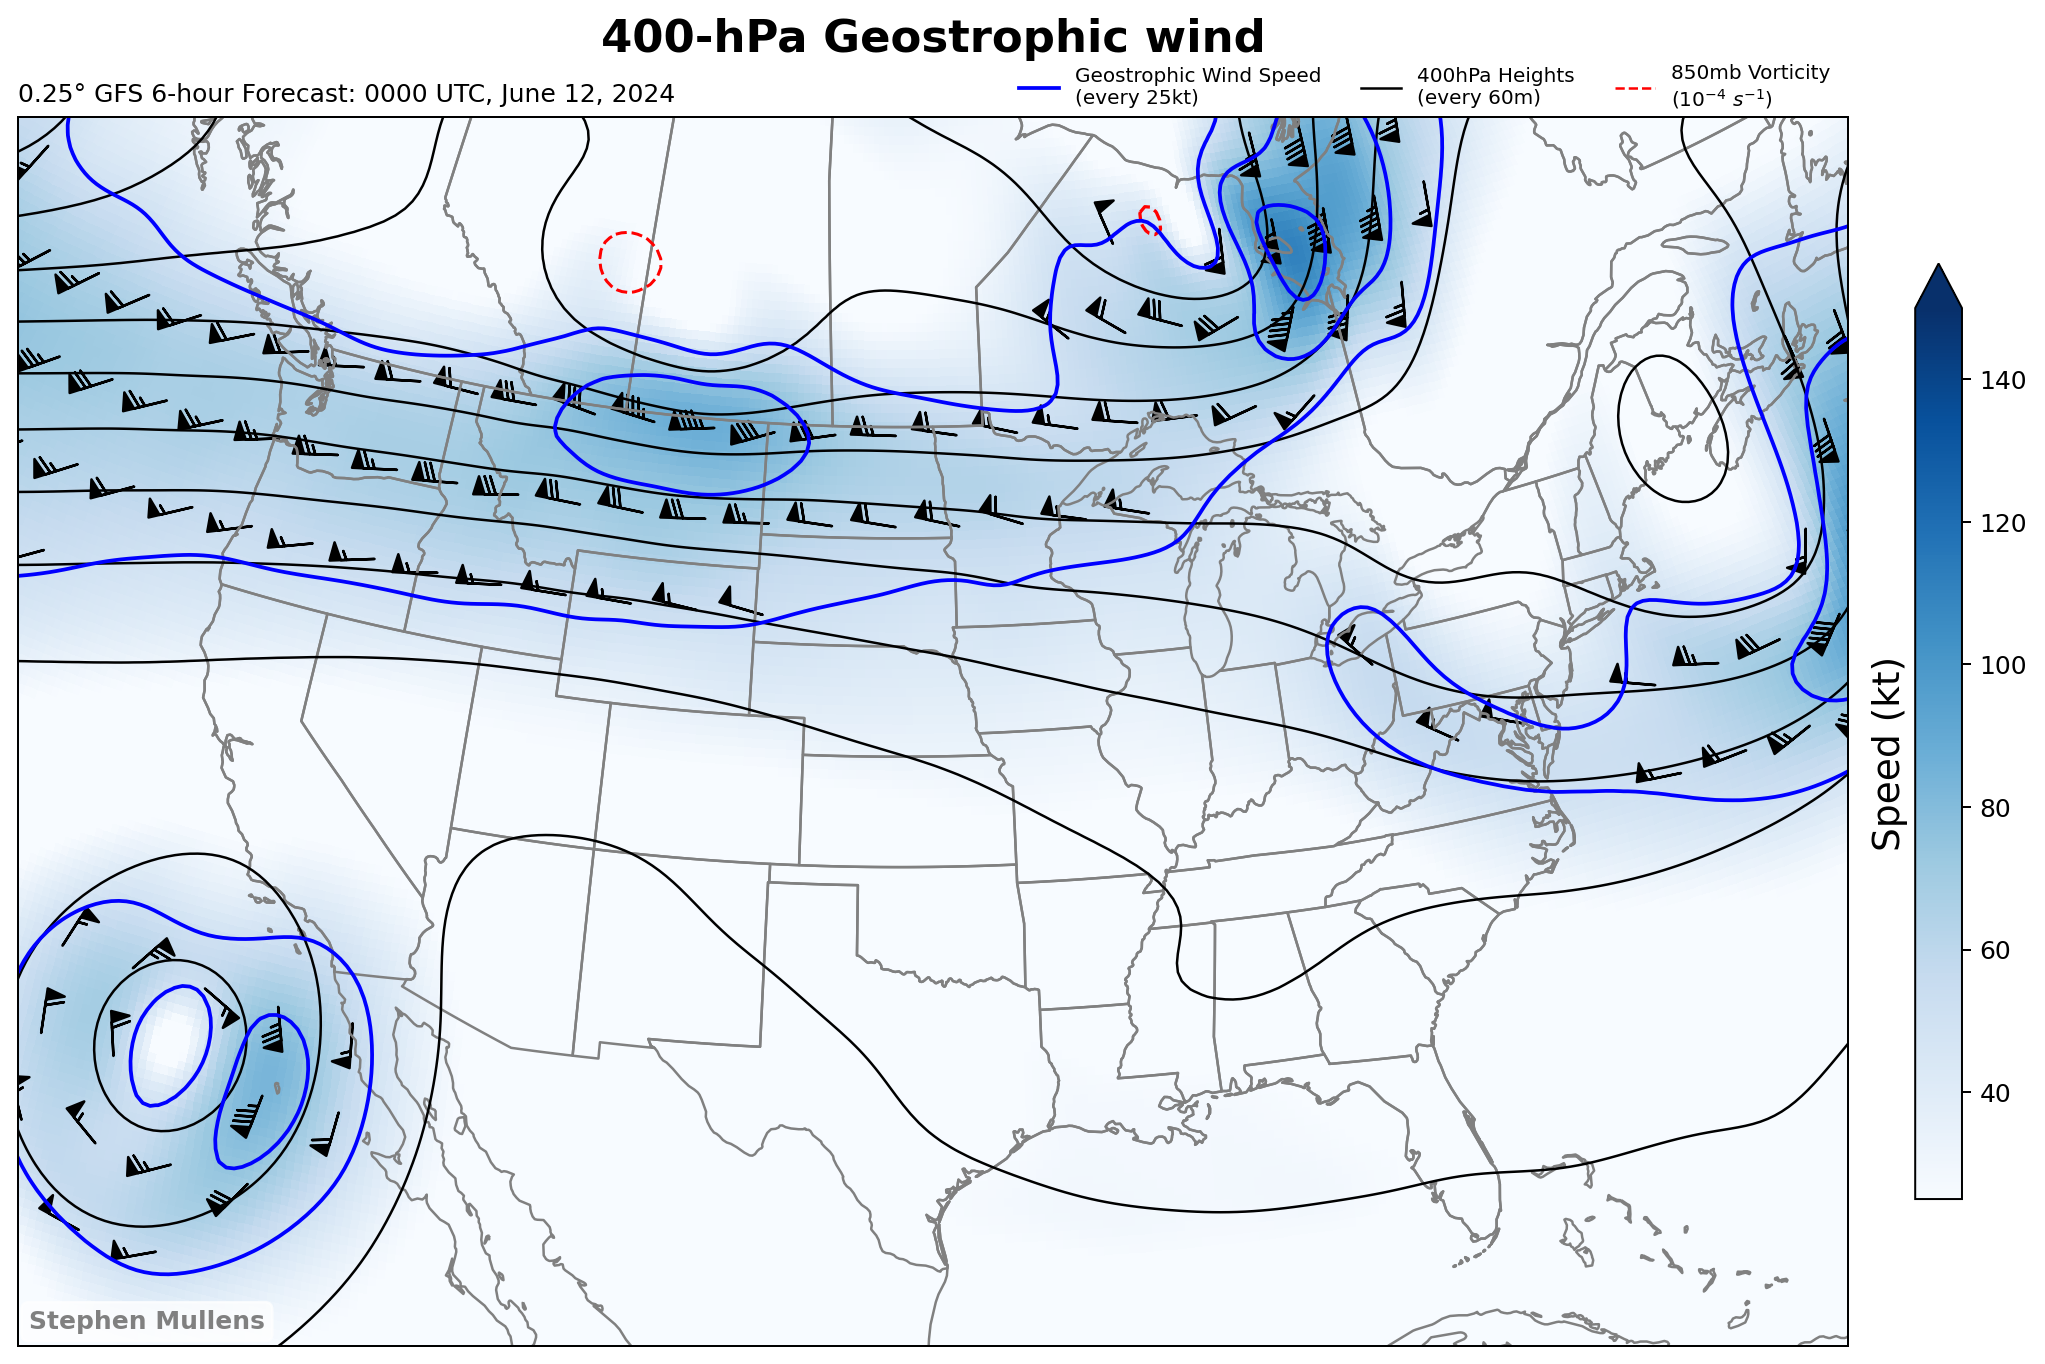 400-hPa Geostrophic wind
0.25° GFS 6-hour Forecast: 0000 UTC, June 12, 2024
Geostrophic Wind Speed
(every 25kt)
400hPa Heights
(every 60m)
850mb Vorticity
(10⁻⁴ s⁻¹)
140
120
100
80
60
40
Speed (kt)
Stephen Mullens